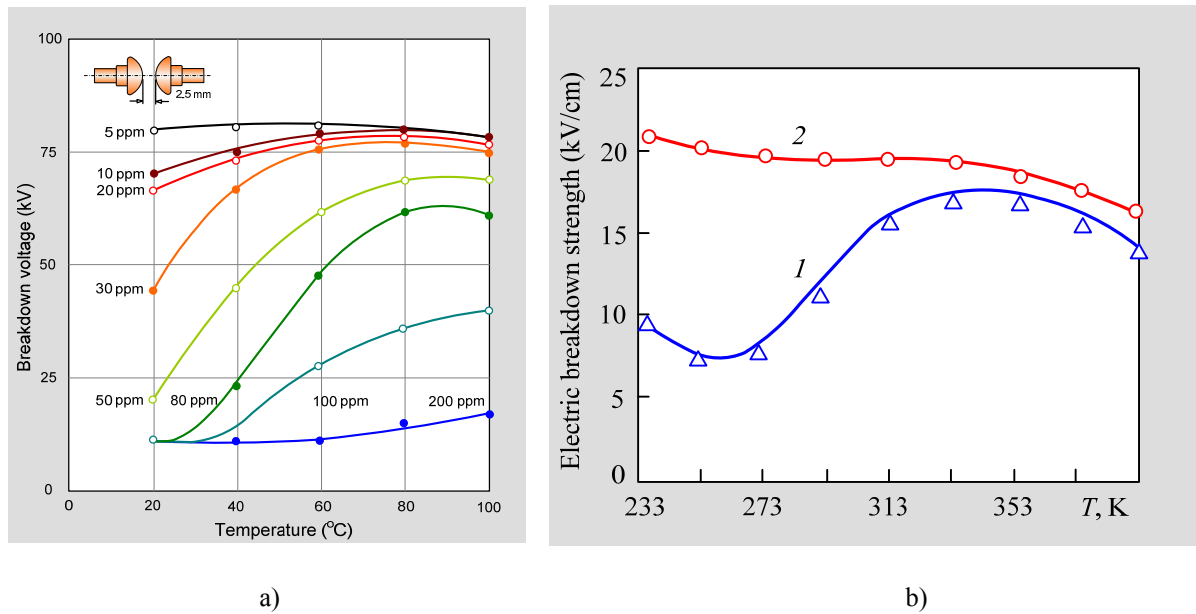 100
75
50
25
0
Breakdown voltage (kV)
2.5 mm
5 ppm
10 ppm
20 ppm
30 ppm
50 ppm
80 ppm
100 ppm
200 ppm
0 20 40 60 80 100
Temperature (°C)
a)
25
20
15
10
5
0
Electric breakdown strength (kV/cm)
2
1
233 273 313 353 T, K
b)